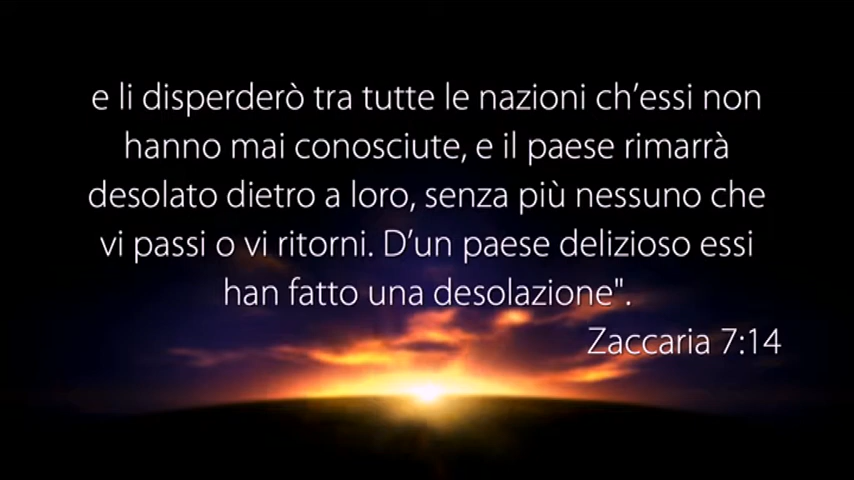 e li disperderò tra tutte le nazioni ch’essi non
hanno mai conosciute, e il paese rimarrà
desolato dietro a loro, senza più nessuno che
vi passi o vi ritorni. D’un paese delizioso essi
han fatto una desolazione".
Zaccaria 7:14